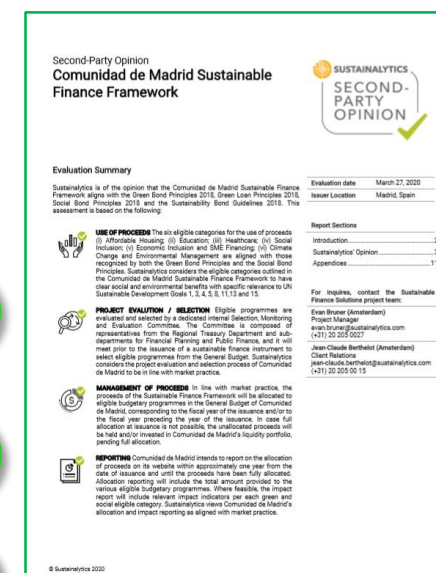 Second-Party Opinion
Comunidad de Madrid Sustainable
Finance Framework
SUSTAINALYTICS
SECOND-
PARTY
OPINION
Evaluation Summary
Sustainalytics is of the opinion that the Comunidad de Madrid Sustainable Finance
Framework aligns with the Green Bond Principles 2018, Green Loan Principles 2018,
Social Bond Principles 2018 and the Sustainability Bond Guidelines 2018. This
assessment is based on the following:
USE OF PROCEEDS The six eligible categories for the use of proceeds
(i) Affordable Housing; (ii) Education; (iii) Healthcare; (iv) Social
Inclusion; (v) Economic Inclusion and SME Financing; (vi) Climate
Change and Environmental Management are aligned with those
recognized by both the Green Bond Principles and the Social Bond
Principles. Sustainalytics considers the eligible categories outlined in
the Comunidad de Madrid Sustainable Finance Framework to have
clear social and environmental benefits with specific relevance to UN
Sustainable Development Goals 1, 3, 4, 5, 8, 11,13 and 15.
PROJECT EVALUTION / SELECTION Eligible programmes are
evaluated and selected by a dedicated internal Selection, Monitoring
and Evaluation Committee. The Committee is composed of
representatives from the Regional Treasury Department and sub-
departments for Financial Planning and Public Finance, and it will
meet prior to the issuance of a sustainable finance instrument to
select eligible programmes from the General Budget. Sustainalytics
considers the project evaluation and selection process of Comunidad
de Madrid to be in line with market practice.
MANAGEMENT OF PROCEEDS In line with market practice, the
proceeds of the Sustainable Finance Framework will be allocated to
eligible budgetary programmes in the General Budget of Comunidad
de Madrid, corresponding to the fiscal year of the issuance and/or to
the fiscal year preceding the year of the issuance. In case full
allocation at issuance is not possible, the unallocated proceeds will
be held and/or invested in Comunidad de Madrid's liquidity portfolio,
pending full allocation.
REPORTING Comunidad de Madrid intends to report on the allocation
of proceeds on its website within approximately one year from the
date of issuance and until the proceeds have been fully allocated.
Allocation reporting will include the total amount provided to the
various eligible budgetary programmes. Where feasible, the impact
report will include relevant impact indicators per each green and
social eligible category. Sustainalytics views Comunidad de Madrid's
allocation and impact reporting as aligned with market practice.
Evaluation date March 27, 2020
Issuer Location Madrid, Spain
Report Sections
Introduction
Sustainalytics' Opinion
Appendices
For inquires, contact the Sustainable
Finance Solutions project team:
Evan Bruner (Amsterdam)
Project Manager
evan.bruner@sustainalytics.com
(+31) 20 205 0027
Jean-Claude Berthelot (Amsterdam)
Client Relations
jean-claude.berthelot@sustainalytics.com
(+31) 20 205 00 15
© Sustainalytics 2020